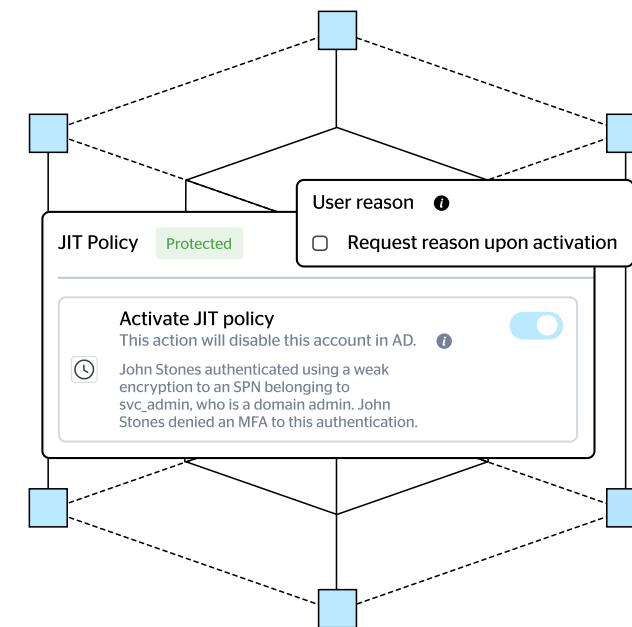 User reason
Request reason upon activation
JIT Policy
Protected
Activate JIT policy
This action will disable this account in AD.
John Stones authenticated using a weak
encryption to an SPN belonging to
svc_admin, who is a domain admin. John
Stones denied an MFA to this authentication.